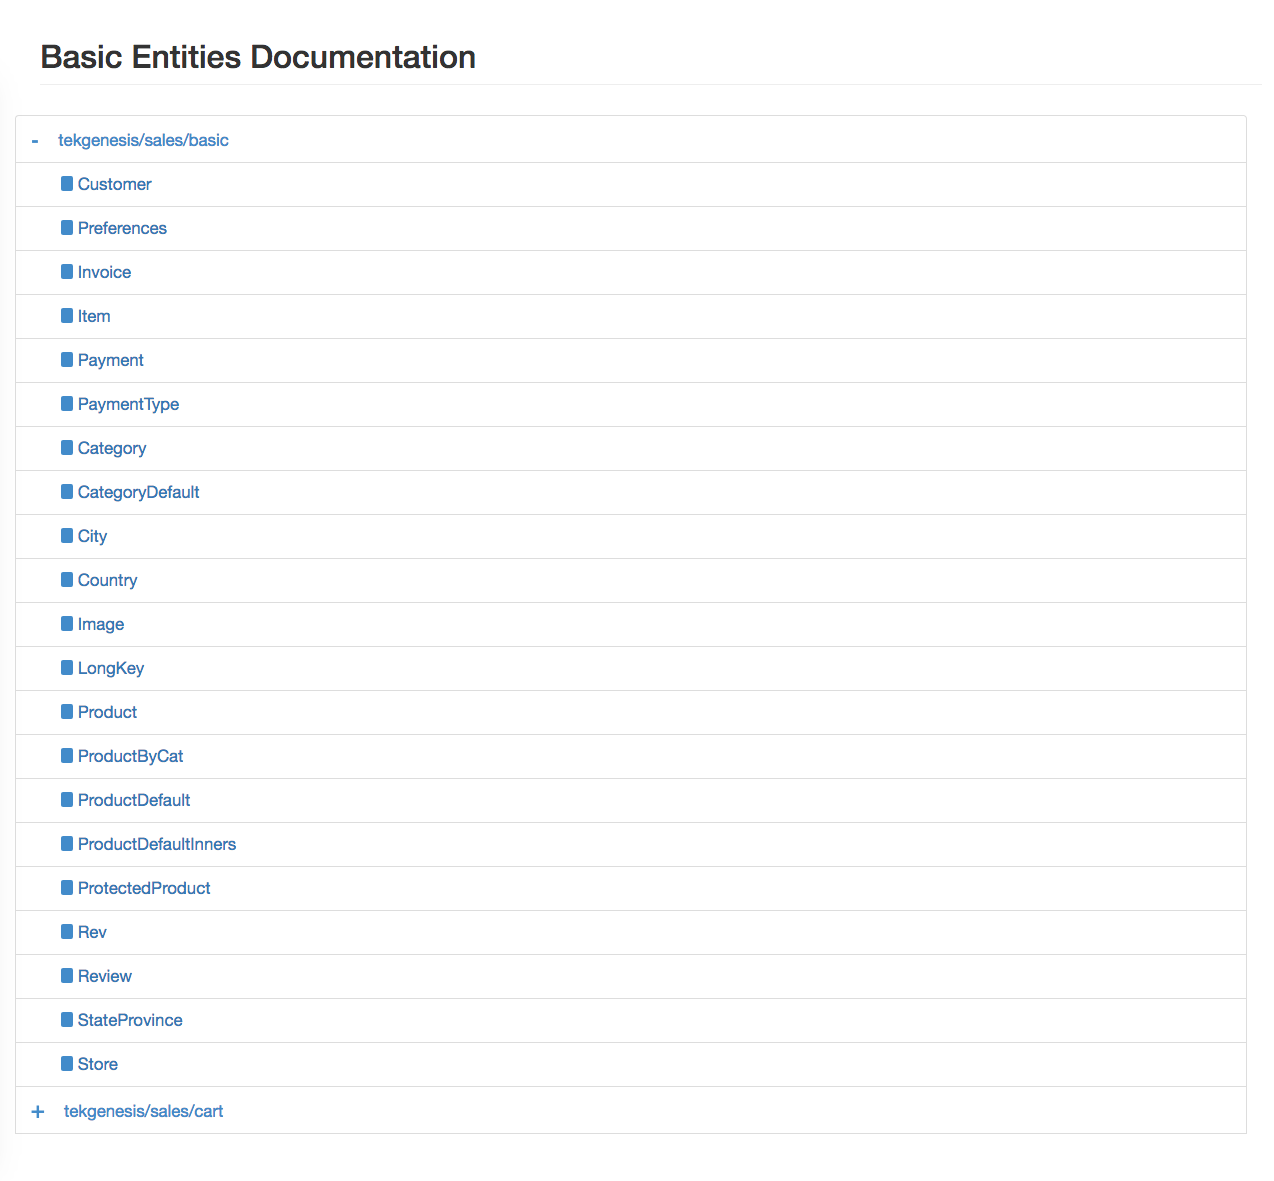 Basic Entities Documentation
- tekgenesis/sales/basic
Customer
Preferences
Invoice
Item
Payment
PaymentType
Category
CategoryDefault
City
Country
Image
LongKey
Product
ProductByCat
ProductDefault
ProductDefaultInners
ProtectedProduct
Rev
Review
StateProvince
Store
+ tekgenesis/sales/cart